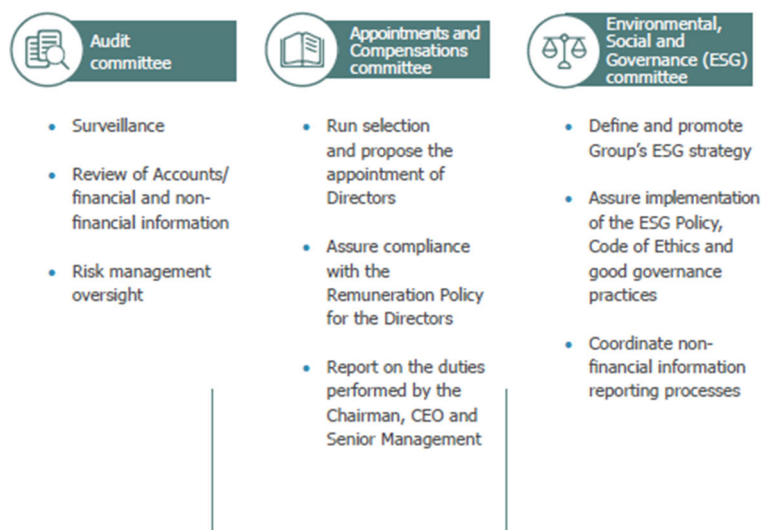 Audit
committee
Surveillance
Review of Accounts/
financial and non-
financial information
Risk management
oversight
Appointments and
Compensations
committee
Run selection
and propose the
appointment of
Directors
Assure compliance
with the
Remuneration Policy
for the Directors
Report on the duties
performed by the
Chairman, CEO and
Senior Management
Environmental,
Social and
Governance (ESG)
committee
Define and promote
Group's ESG strategy
Assure implementation
of the ESG Policy,
Code of Ethics and
good governance
practices
Coordinate non-
financial information
reporting processes